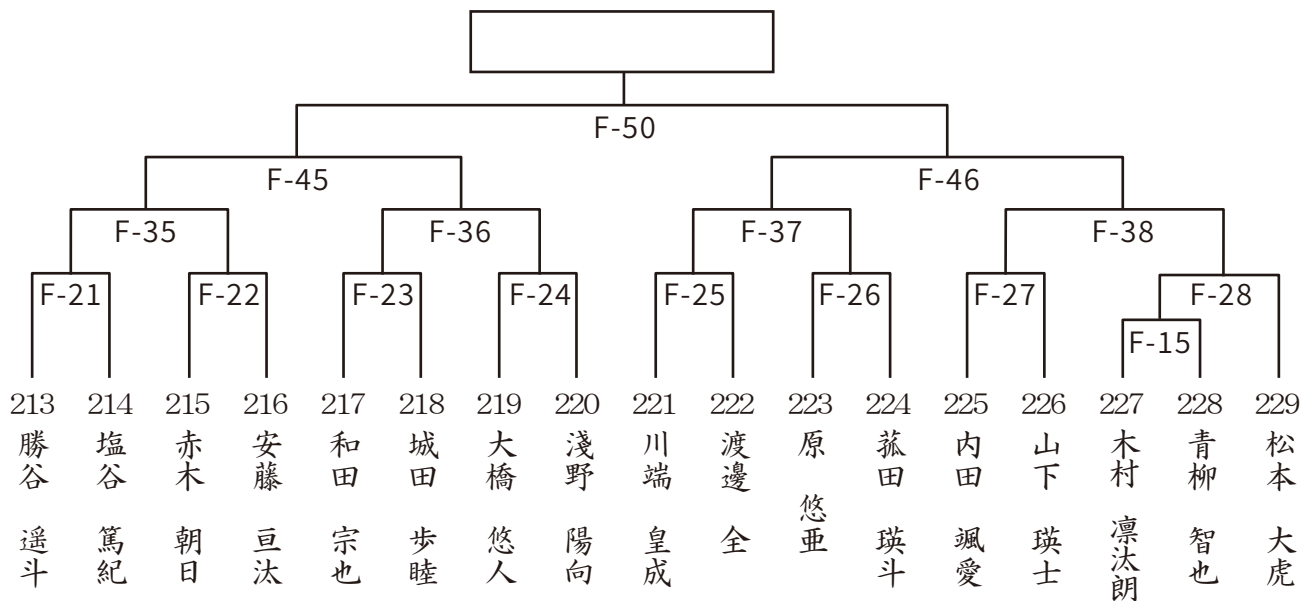 F-50
F-45
F-46
F-35
F-36
F-37
F-38
F-21
F-22
F-23
F-24
F-25
F-26
F-27
F-28
F-15
213
214
215
216
217
218
219
220
221
222
223
224
225
226
227
228
229
勝谷 遥斗
塩谷 篤紀
赤木 朝日
安藤 亘汰
和田 宗也
城田 歩睦
大橋 悠人
淺野 陽向
川端 皇成
渡邊 全
原 悠亜
菰田 瑛斗
内田 颯愛
山下 瑛士
木村 凛汰朗
青柳 智也
松本 大虎